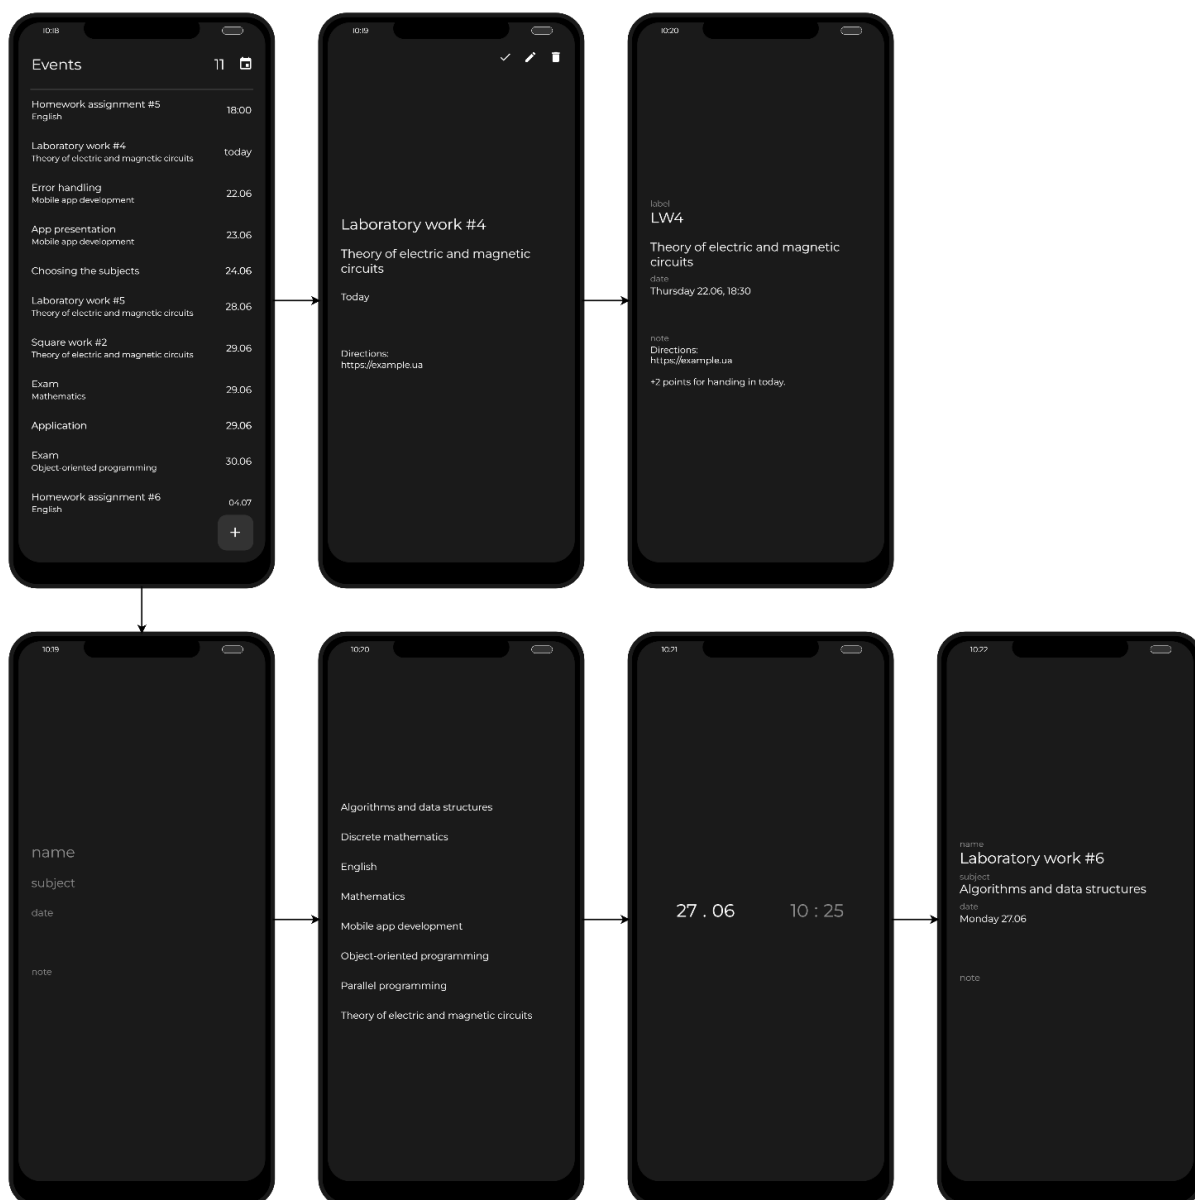 10:18
Events 11
Homework assignment #5
English
18:00
Laboratory work #4
Theory of electric and magnetic circuits
today
Error handling
Mobile app development
22.06
App presentation
Mobile app development
23.06
Choosing the subjects
24.06
Laboratory work #5
Theory of electric and magnetic circuits
28.06
Square work #2
Theory of electric and magnetic circuits
29.06
Exam
Mathematics
29.06
Application
29.06
Exam
Object-oriented programming
30.06
Homework assignment #6
English
04.07
+
10:19
Laboratory work #4
Theory of electric and magnetic
circuits
Today
Directions:
https://example.ua
10:20
label
LW4
Theory of electric and magnetic
circuits
date
Thursday 22.06, 18:30
note
Directions:
https://example.ua
+2 points for handing in today.
10:19
name
subject
date
note
10:20
Algorithms and data structures
Discrete mathematics
English
Mathematics
Mobile app development
Object-oriented programming
Parallel programming
Theory of electric and magnetic circuits
10:21
27 . 06 10 : 25
10:22
name
Laboratory work #6
subject
Algorithms and data structures
date
Monday 27.06
note